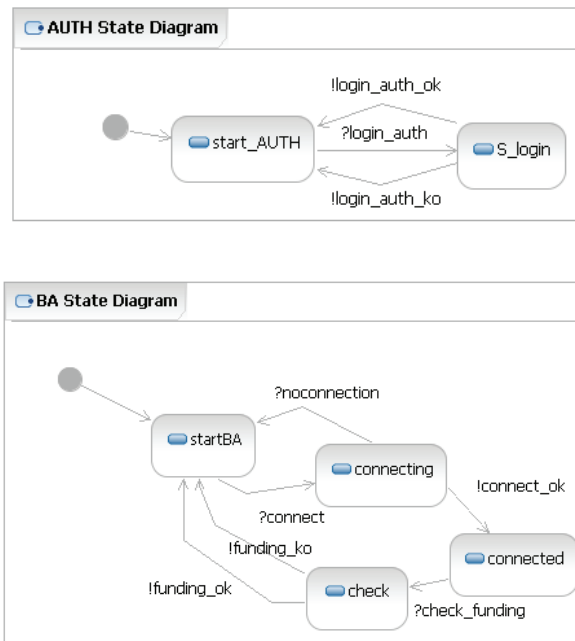 AUTH State Diagram
!login_auth_ok
?login_auth
start_AUTH
S_login
!login_auth_ko
BA State Diagram
?noconnection
startBA
connecting
!connect_ok
?connect
!funding_ko
connected
!funding_ok
check
?check_funding